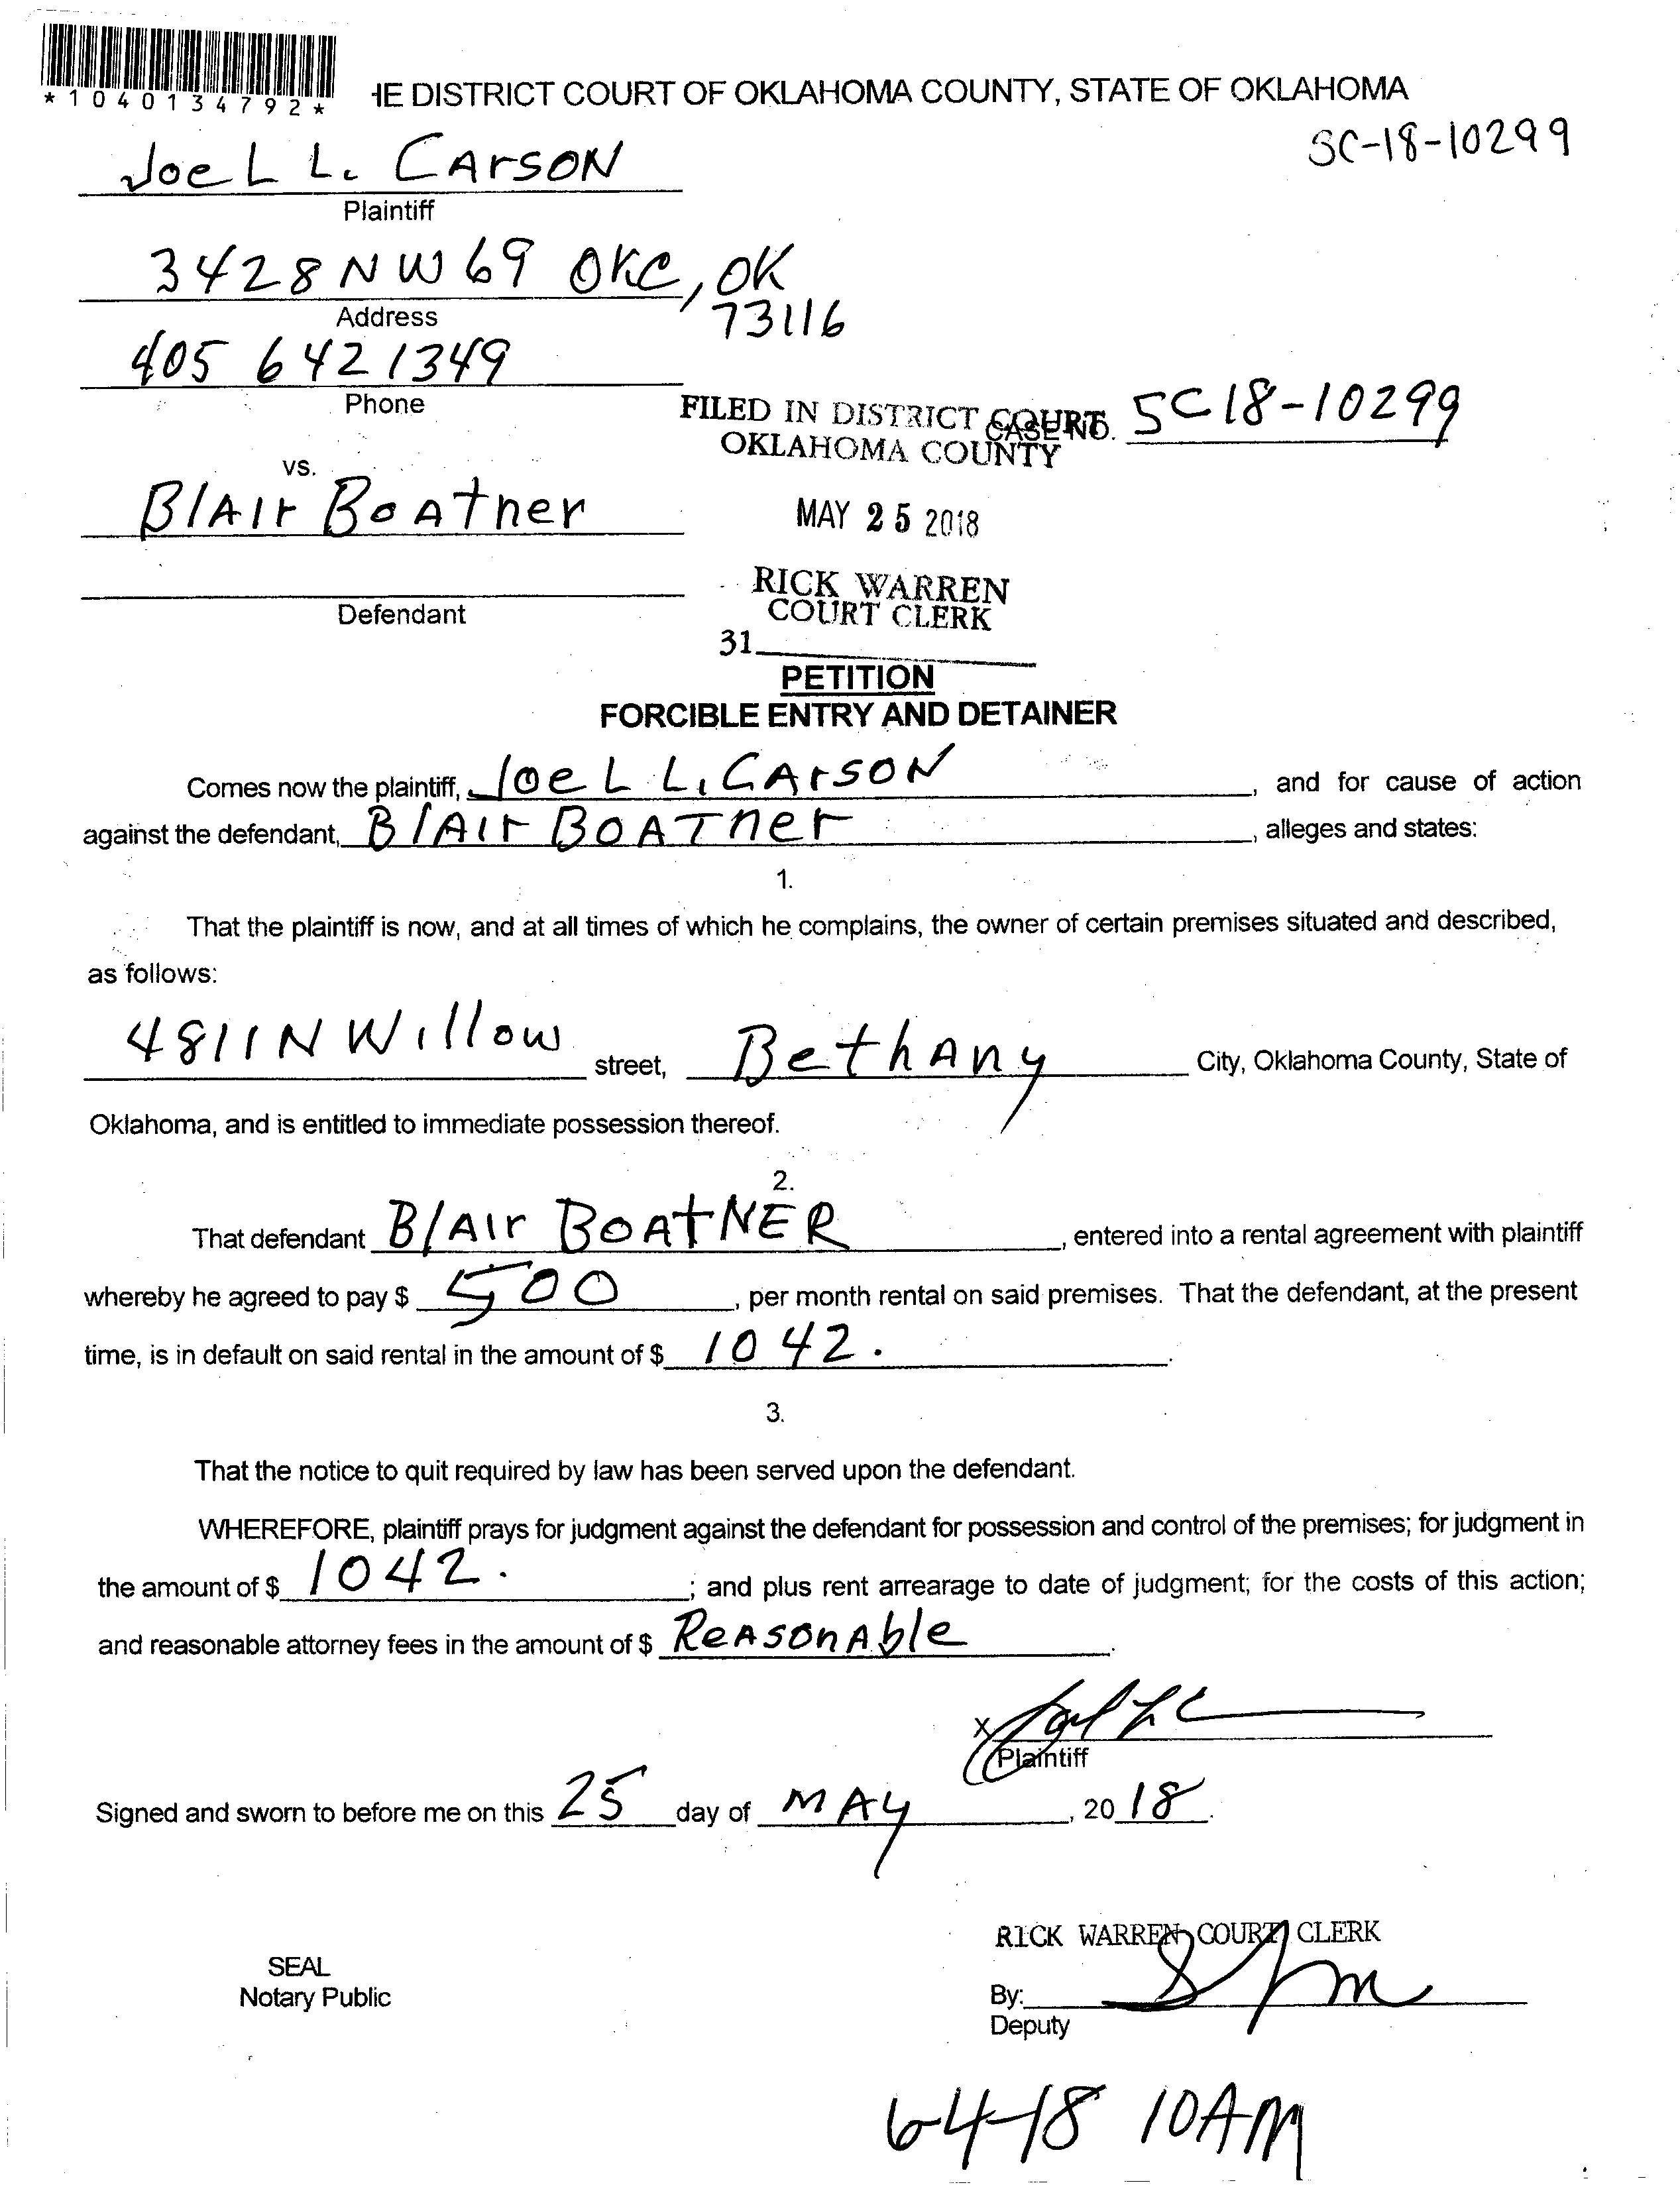 *1040134792*
HE DISTRICT COURT OF OKLAHOMA COUNTY, STATE OF OKLAHOMA
SC-18-10299
Joel L. Carson
Plaintiff
3428 NW 69 OKC, OK
73116
Address
405 642 1349
Phone
FILED IN DISTRICT COURT
OKLAHOMA COUNTY
CASE NO. SC18-10299
vs.
Blair Boatner
MAY 25 2018
RICK WARREN
COURT CLERK
Defendant
31
PETITION
FORCIBLE ENTRY AND DETAINER
Comes now the plaintiff, Joel L. Carson, and for cause of action
against the defendant, Blair Boatner, alleges and states:
1.
That the plaintiff is now, and at all times of which he complains, the owner of certain premises situated and described,
as follows:
4811 N Willow street, Bethany City, Oklahoma County, State of
Oklahoma, and is entitled to immediate possession thereof.
2.
That defendant Blair BOATNER, entered into a rental agreement with plaintiff
whereby he agreed to pay $ 500, per month rental on said premises. That the defendant, at the present
time, is in default on said rental in the amount of $ 1042.
3.
That the notice to quit required by law has been served upon the defendant.
WHEREFORE, plaintiff prays for judgment against the defendant for possession and control of the premises; for judgment in
the amount of $ 1042. ; and plus rent arrearage to date of judgment; for the costs of this action;
and reasonable attorney fees in the amount of $ Reasonable.
X
Plaintiff
Signed and sworn to before me on this 25 day of MAY, 2018.
RICK WARREN COURT CLERK
SEAL
Notary Public
By:
Deputy
6-4-18 10AM